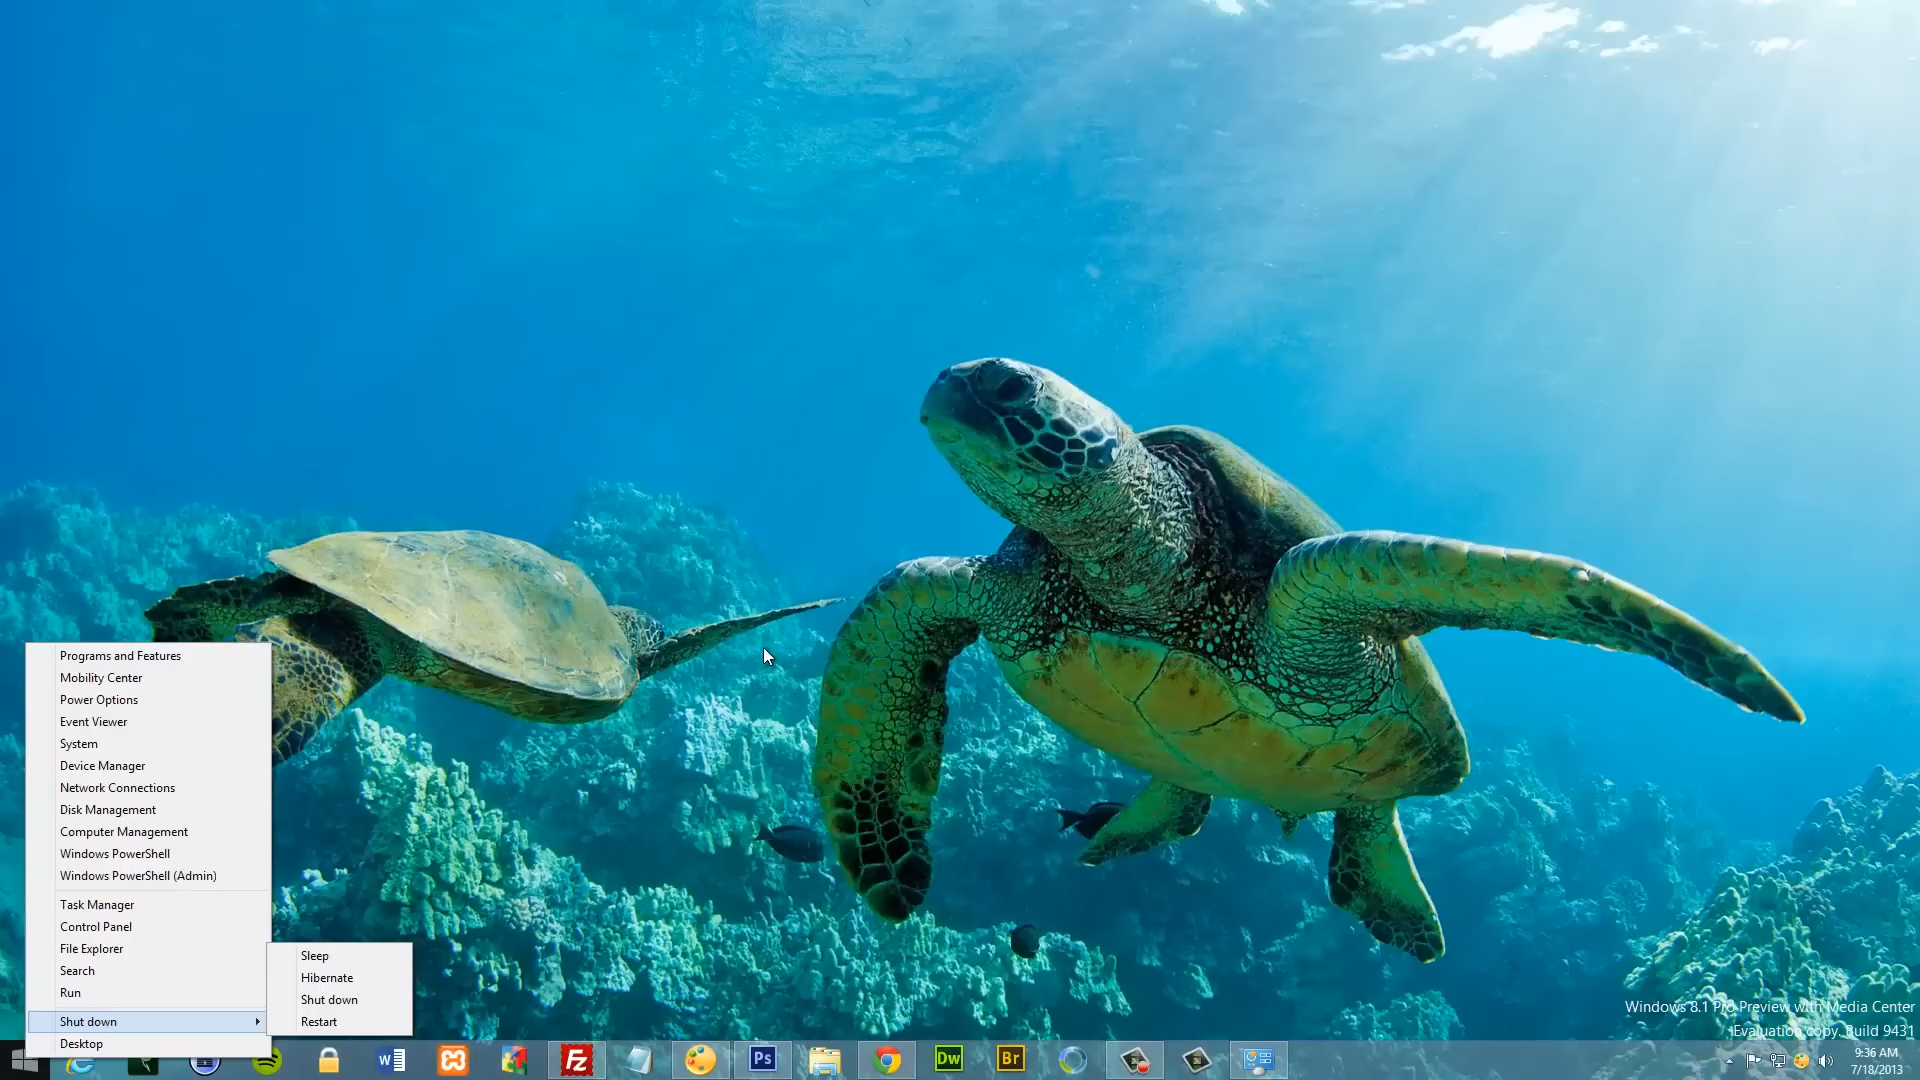 Programs and Features
Mobility Center
Power Options
Event Viewer
System
Device Manager
Network Connections
Disk Management
Computer Management
Windows PowerShell
Windows PowerShell (Admin)
Task Manager
Control Panel
File Explorer
Search
Run
Shut down
Desktop
Sleep
Hibernate
Shut down
Restart
Windows 8.1 Pro Preview with Media Center
Evaluation copy. Build 9431
W
Fz
Ps
Dw
Br
9:36 AM
7/18/2013